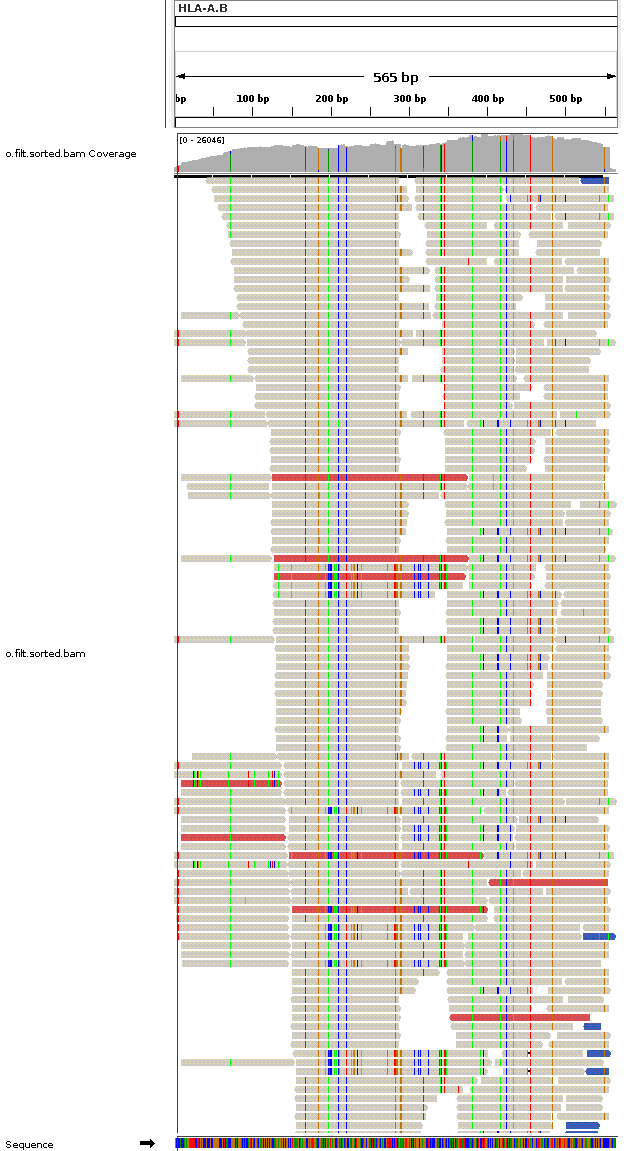 HLA-A.B
565 bp
bp 100 bp 200 bp 300 bp 400 bp 500 bp
[0 - 26046]
o.filt.sorted.bam Coverage
o.filt.sorted.bam
Sequence